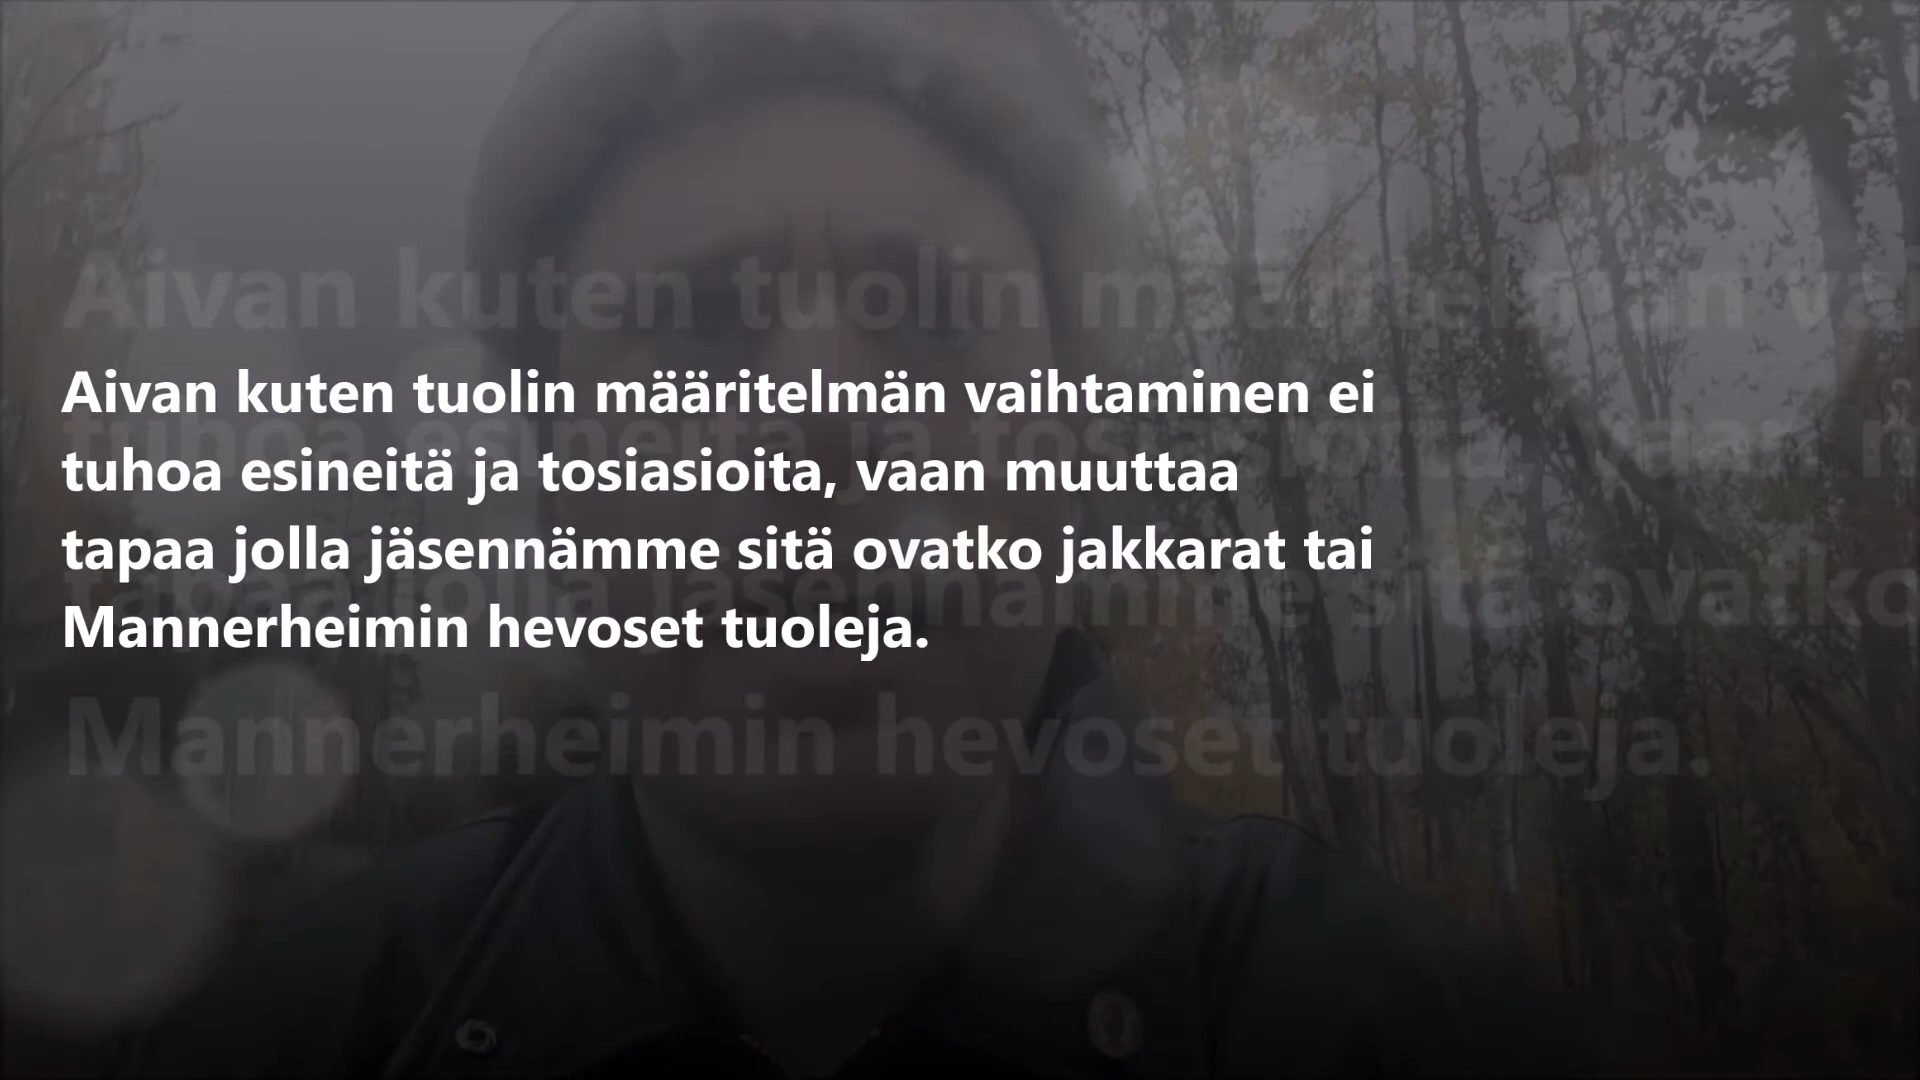 Aivan kuten tuolin määritelmän vaihtaminen ei
tuhoa esineitä ja tosiasioita, vaan muuttaa
tapaa jolla jäsennämme sitä ovatko jakkarat tai
Mannerheimin hevoset tuoleja.